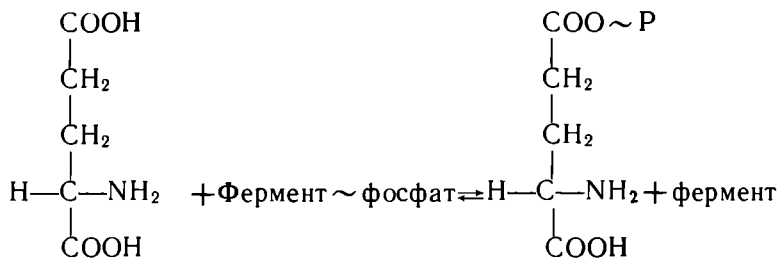 COOH COO~P
CH₂ CH₂
CH₂ CH₂
H—C—NH₂ +Фермент~фосфат⇌H—C—NH₂+фермент
COOH COOH